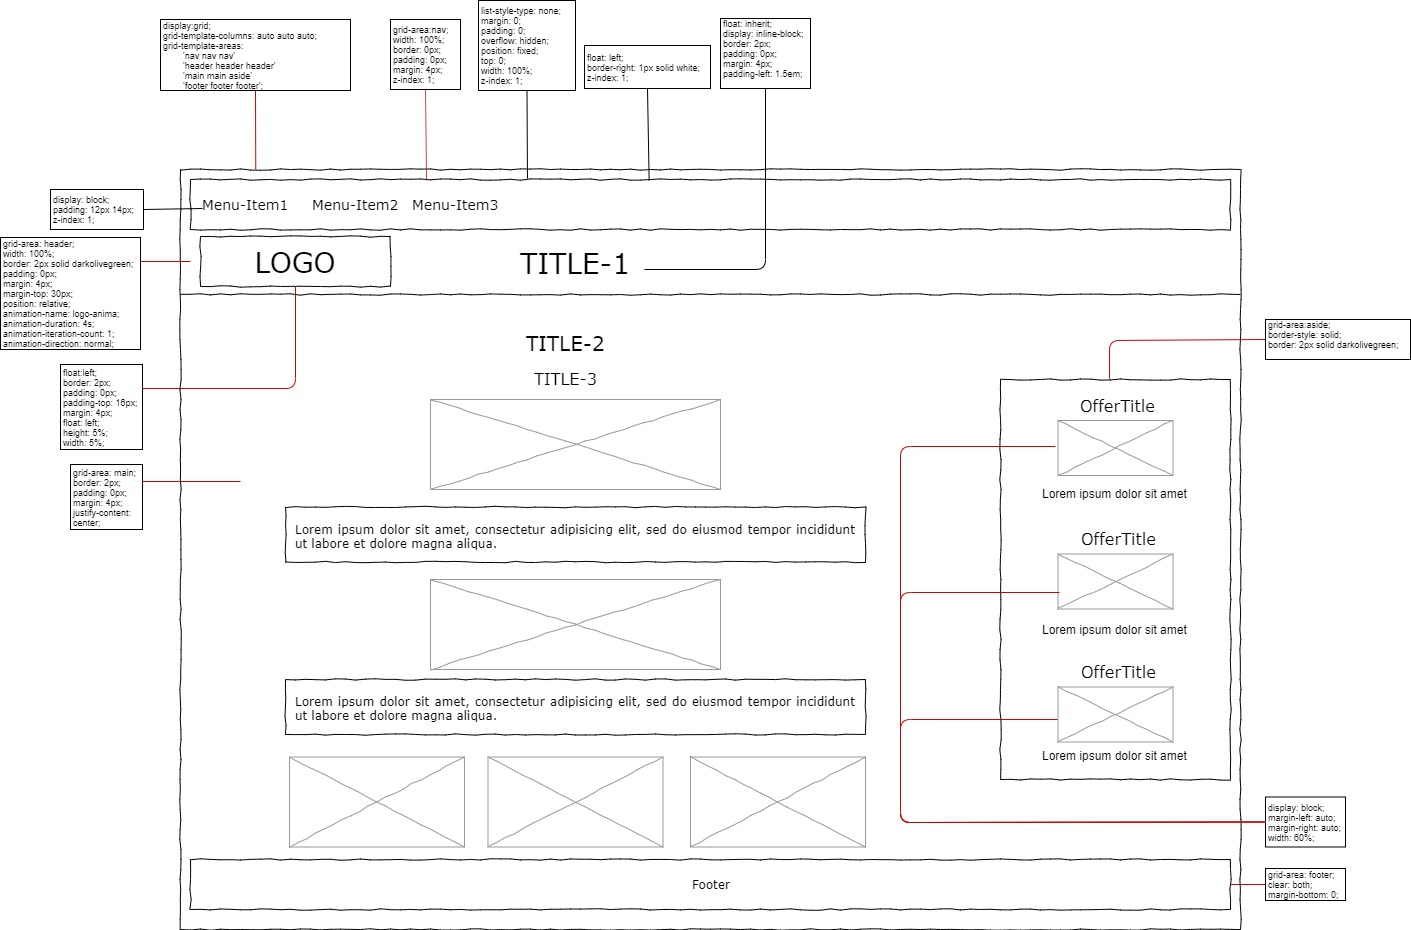 display:grid;
grid-template-columns: auto auto auto;
grid-template-areas:
'nav nav nav'
'header header header'
'main main aside'
'footer footer footer';
grid-area:nav;
width: 100%;
border: 0px;
padding: 0px;
margin: 4px;
z-index: 1;
list-style-type: none;
margin: 0;
padding: 0;
overflow: hidden;
position: fixed;
top: 0;
width: 100%;
z-index: 1;
float: left;
border-right: 1px solid white;
z-index: 1;
float: inherit;
display: inline-block;
border: 2px;
padding: 0px;
margin: 4px;
padding-left: 1.5em;
display: block;
padding: 12px 14px;
z-index: 1;
Menu-Item1
Menu-Item2
Menu-Item3
grid-area: header;
width: 100%;
border: 2px solid darkolivegreen;
padding: 0px;
margin: 4px;
margin-top: 30px;
position: relative;
animation-name: logo-anima;
animation-duration: 4s;
animation-iteration-count: 1;
animation-direction: normal;
LOGO
TITLE-1
float:left;
border: 2px;
padding: 0px;
padding-top: 16px;
margin: 4px;
float: left;
height: 5%;
width: 5%;
TITLE-2
TITLE-3
grid-area:aside;
border-style: solid;
border: 2px solid darkolivegreen;
grid-area: main;
border: 2px;
padding: 0px;
margin: 4px;
justify-content:
center;
Lorem ipsum dolor sit amet, consectetur adipisicing elit, sed do eiusmod tempor incididunt
ut labore et dolore magna aliqua.
Lorem ipsum dolor sit amet, consectetur adipisicing elit, sed do eiusmod tempor incididunt
ut labore et dolore magna aliqua.
OfferTitle
Lorem ipsum dolor sit amet
OfferTitle
Lorem ipsum dolor sit amet
OfferTitle
Lorem ipsum dolor sit amet
display: block;
margin-left: auto;
margin-right: auto;
width: 60%;
Footer
grid-area: footer;
clear: both;
margin-bottom: 0;